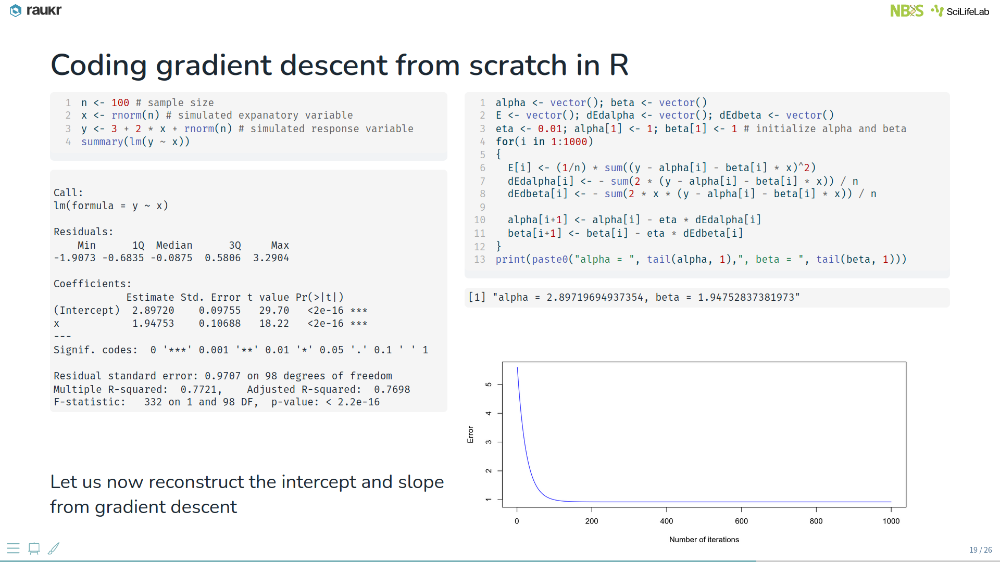 raukr
NBIS SciLifeLab
Coding gradient descent from scratch in R
1 n <- 100 # sample size
2 x <- rnorm(n) # simulated expanatory variable
3 y <- 3 + 2 * x + rnorm(n) # simulated response variable
4 summary(lm(y ~ x))
Call:
lm(formula = y ~ x)
Residuals:
    Min      1Q  Median      3Q     Max
-1.9073 -0.6835 -0.0875  0.5806  3.2904
Coefficients:
            Estimate Std. Error t value Pr(>|t|)
(Intercept)  2.89720    0.09755   29.70   <2e-16 ***
x            1.94753    0.10688   18.22   <2e-16 ***
---
Signif. codes:  0 '***' 0.001 '**' 0.01 '*' 0.05 '.' 0.1 ' ' 1
Residual standard error: 0.9707 on 98 degrees of freedom
Multiple R-squared:  0.7721,    Adjusted R-squared:  0.7698
F-statistic:   332 on 1 and 98 DF,  p-value: < 2.2e-16
Let us now reconstruct the intercept and slope
from gradient descent
1 alpha <- vector(); beta <- vector()
2 E <- vector(); dEdalpha <- vector(); dEdbeta <- vector()
3 eta <- 0.01; alpha[1] <- 1; beta[1] <- 1 # initialize alpha and beta
4 for(i in 1:1000)
5 {
6   E[i] <- (1/n) * sum((y - alpha[i] - beta[i] * x)^2)
7   dEdalpha[i] <- - sum(2 * (y - alpha[i] - beta[i] * x)) / n
8   dEdbeta[i] <- - sum(2 * x * (y - alpha[i] - beta[i] * x)) / n
9
10   alpha[i+1] <- alpha[i] - eta * dEdalpha[i]
11   beta[i+1] <- beta[i] - eta * dEdbeta[i]
12 }
13 print(paste0("alpha = ", tail(alpha, 1),", beta = ", tail(beta, 1)))
[1] "alpha = 2.89719694937354, beta = 1.94752837381973"
5
4
3
2
1
Error
0 200 400 600 800 1000
Number of iterations
19 / 26